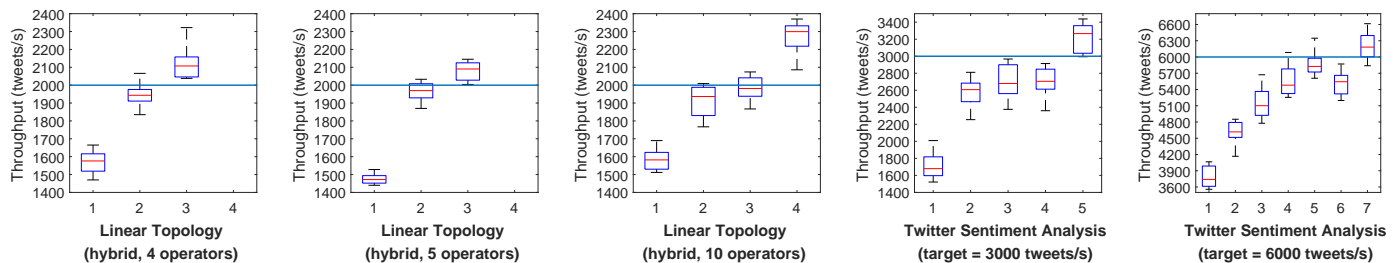 Throughput (tweets/s)
2400
2300
2200
2100
2000
1900
1800
1700
1600
1500
1400
1 2 3 4
Linear Topology
(hybrid, 4 operators)
Throughput (tweets/s)
2400
2300
2200
2100
2000
1900
1800
1700
1600
1500
1400
1 2 3 4
Linear Topology
(hybrid, 5 operators)
Throughput (tweets/s)
2400
2300
2200
2100
2000
1900
1800
1700
1600
1500
1400
1 2 3 4
Linear Topology
(hybrid, 10 operators)
Throughput (tweets/s)
3400
3200
3000
2800
2600
2400
2200
2000
1800
1600
1400
1 2 3 4 5
Twitter Sentiment Analysis
(target = 3000 tweets/s)
Throughput (tweets/s)
6600
6300
6000
5700
5400
5100
4800
4500
4200
3900
3600
1 2 3 4 5 6 7
Twitter Sentiment Analysis
(target = 6000 tweets/s)